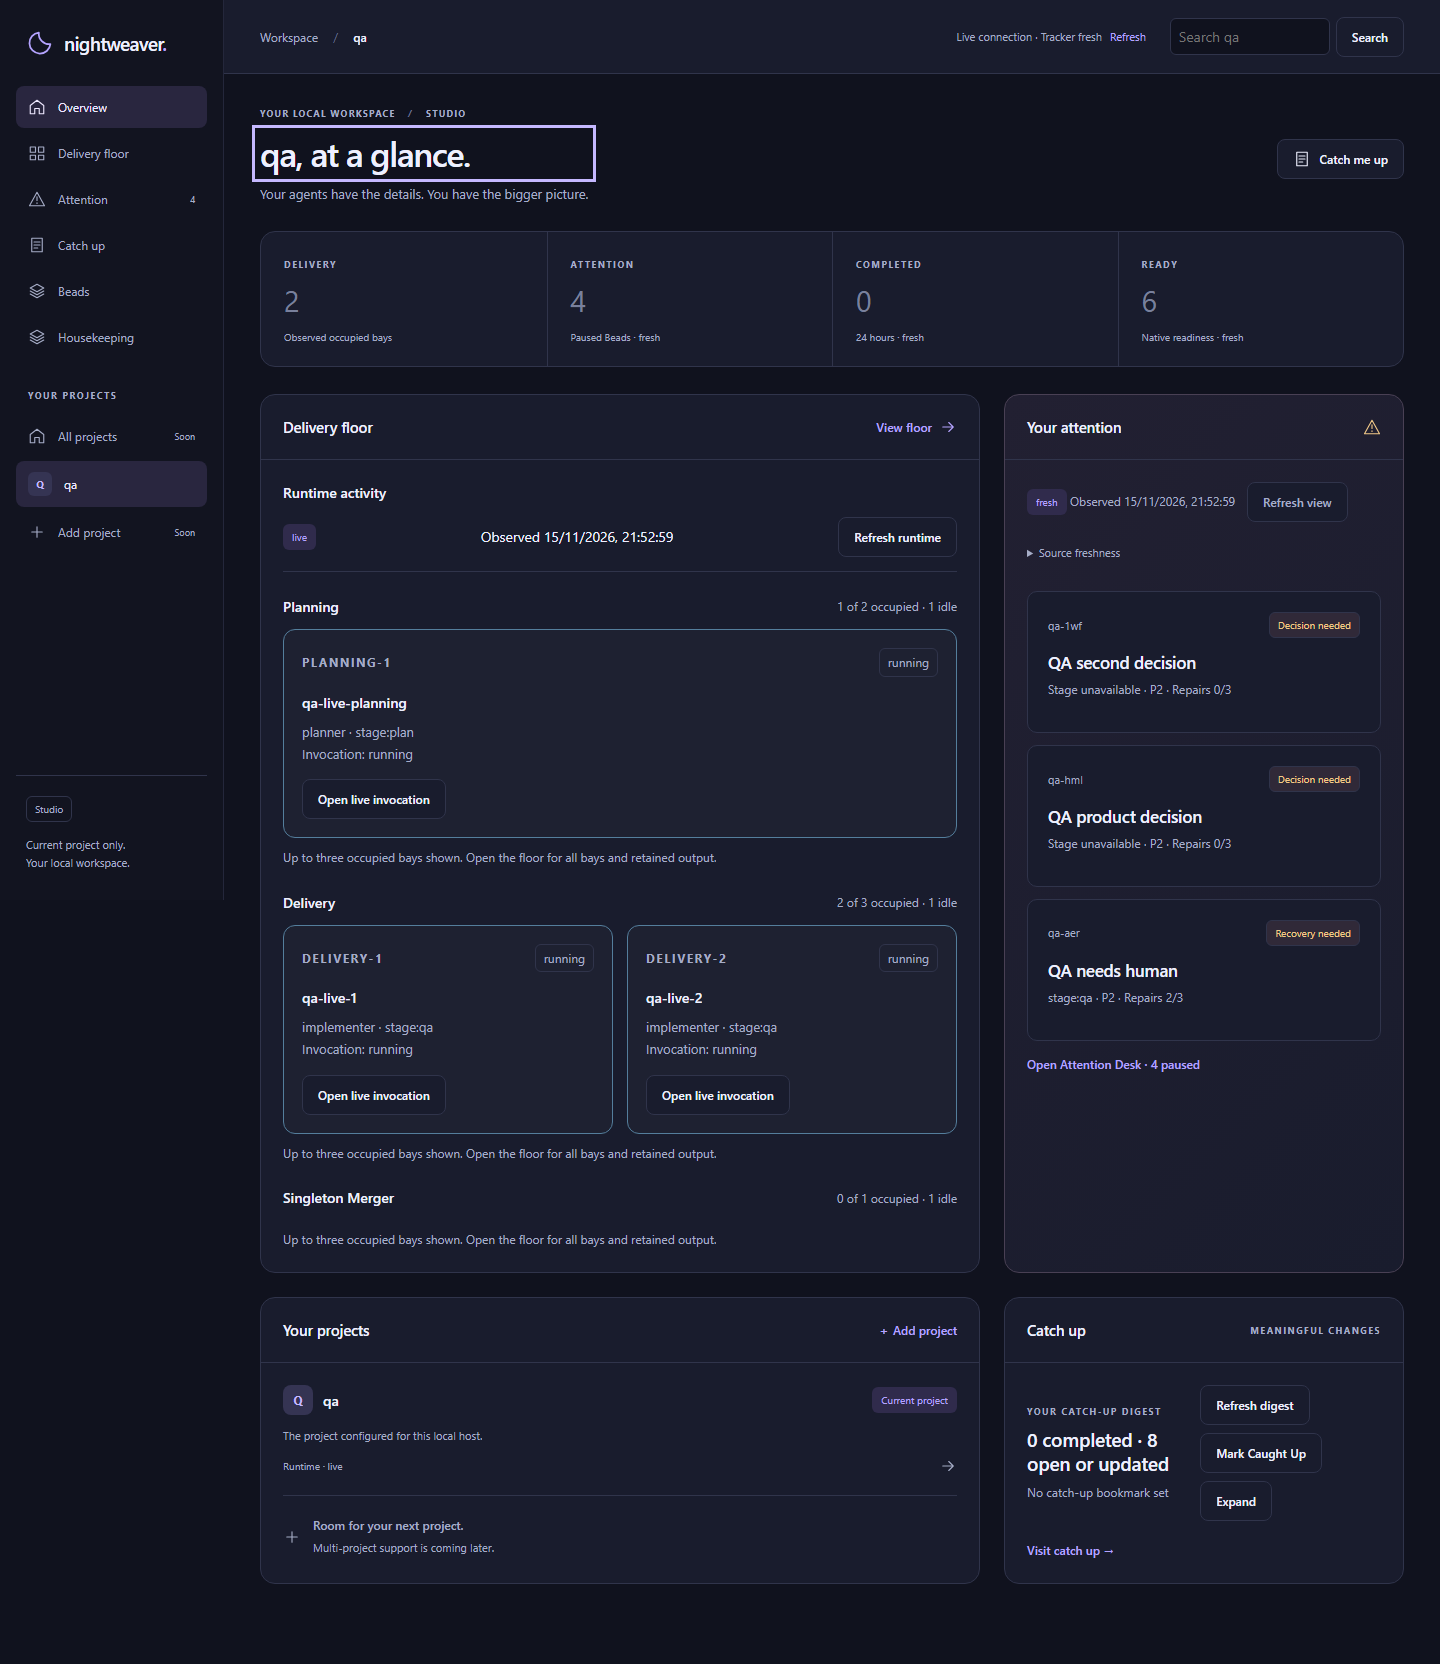 nightweaver.
Overview
Delivery floor
Attention 4
Catch up
Beads
Housekeeping
YOUR PROJECTS
All projects Soon
Q qa
Add project Soon
Studio
Current project only.
Your local workspace.
Workspace / qa
Live connection · Tracker fresh Refresh
Search qa
Search
YOUR LOCAL WORKSPACE / STUDIO
qa, at a glance.
Your agents have the details. You have the bigger picture.
Catch me up
DELIVERY
2
Observed occupied bays
ATTENTION
4
Paused Beads · fresh
COMPLETED
0
24 hours · fresh
READY
6
Native readiness · fresh
Delivery floor
View floor →
Runtime activity
live
Observed 15/11/2026, 21:52:59
Refresh runtime
Planning
1 of 2 occupied · 1 idle
PLANNING-1
running
qa-live-planning
planner · stage:plan
Invocation: running
Open live invocation
Up to three occupied bays shown. Open the floor for all bays and retained output.
Delivery
2 of 3 occupied · 1 idle
DELIVERY-1
running
qa-live-1
implementer · stage:qa
Invocation: running
Open live invocation
DELIVERY-2
running
qa-live-2
implementer · stage:qa
Invocation: running
Open live invocation
Up to three occupied bays shown. Open the floor for all bays and retained output.
Singleton Merger
0 of 1 occupied · 1 idle
Up to three occupied bays shown. Open the floor for all bays and retained output.
Your attention
fresh Observed 15/11/2026, 21:52:59
Refresh view
▶ Source freshness
qa-1wf
Decision needed
QA second decision
Stage unavailable · P2 · Repairs 0/3
qa-hml
Decision needed
QA product decision
Stage unavailable · P2 · Repairs 0/3
qa-aer
Recovery needed
QA needs human
stage:qa · P2 · Repairs 2/3
Open Attention Desk · 4 paused
Your projects
+ Add project
Q qa
Current project
The project configured for this local host.
Runtime · live →
Room for your next project.
Multi-project support is coming later.
Catch up
MEANINGFUL CHANGES
YOUR CATCH-UP DIGEST
0 completed · 8
open or updated
No catch-up bookmark set
Refresh digest
Mark Caught Up
Expand
Visit catch up →